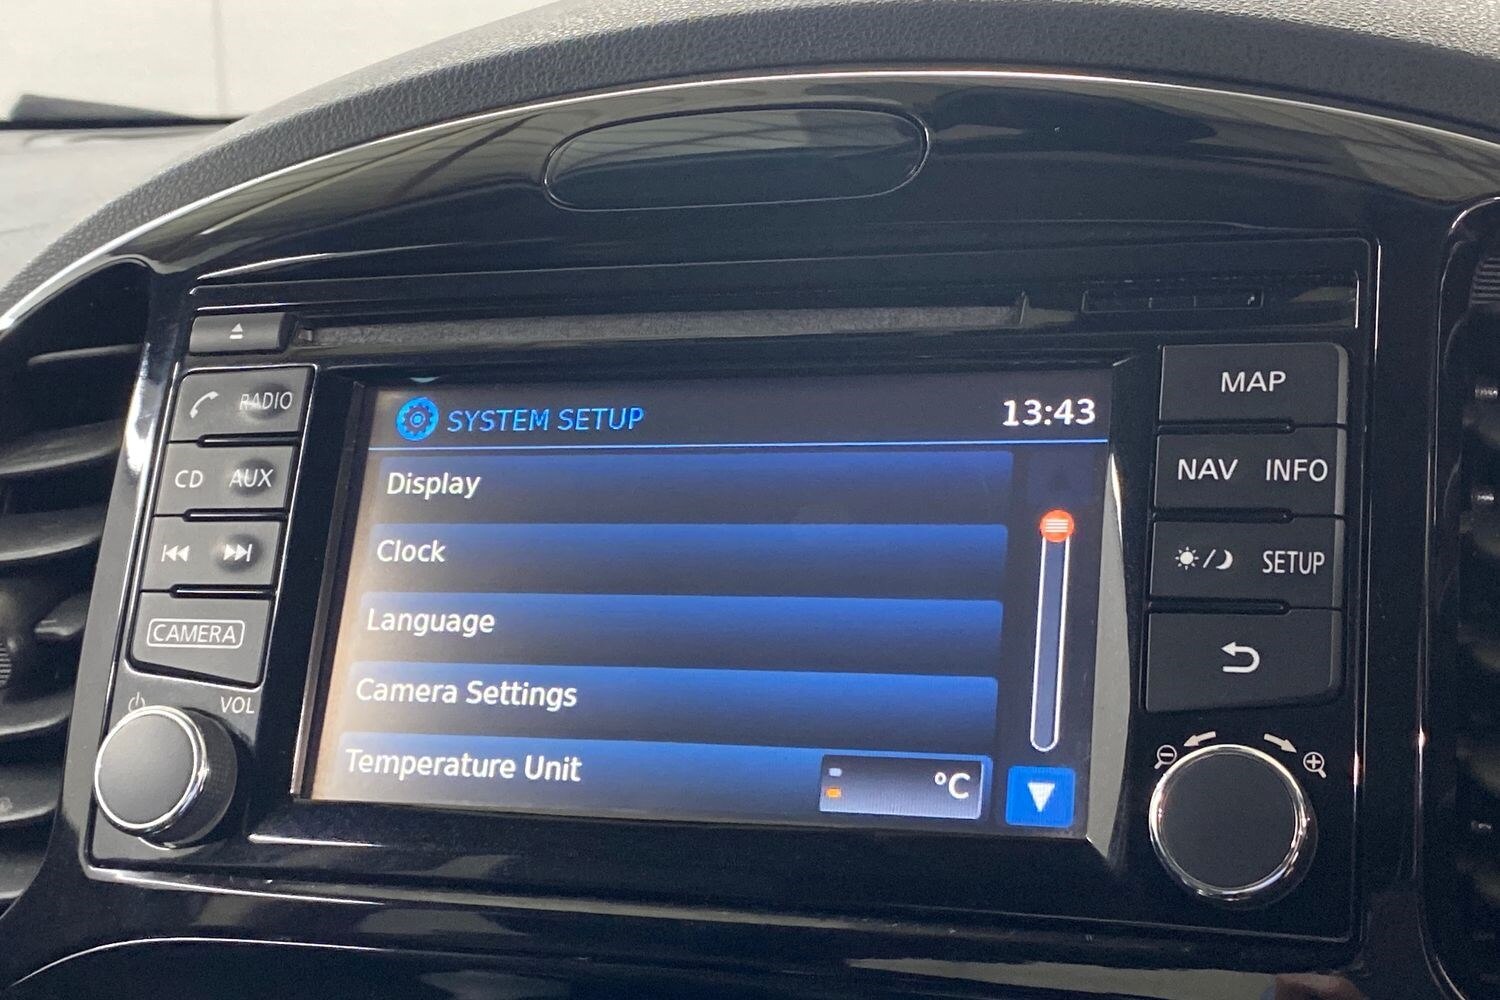 RADIO
CD AUX
CAMERA
VOL
SYSTEM SETUP 13:43
Display
Clock
Language
Camera Settings
Temperature Unit °C
MAP
NAV INFO
SETUP